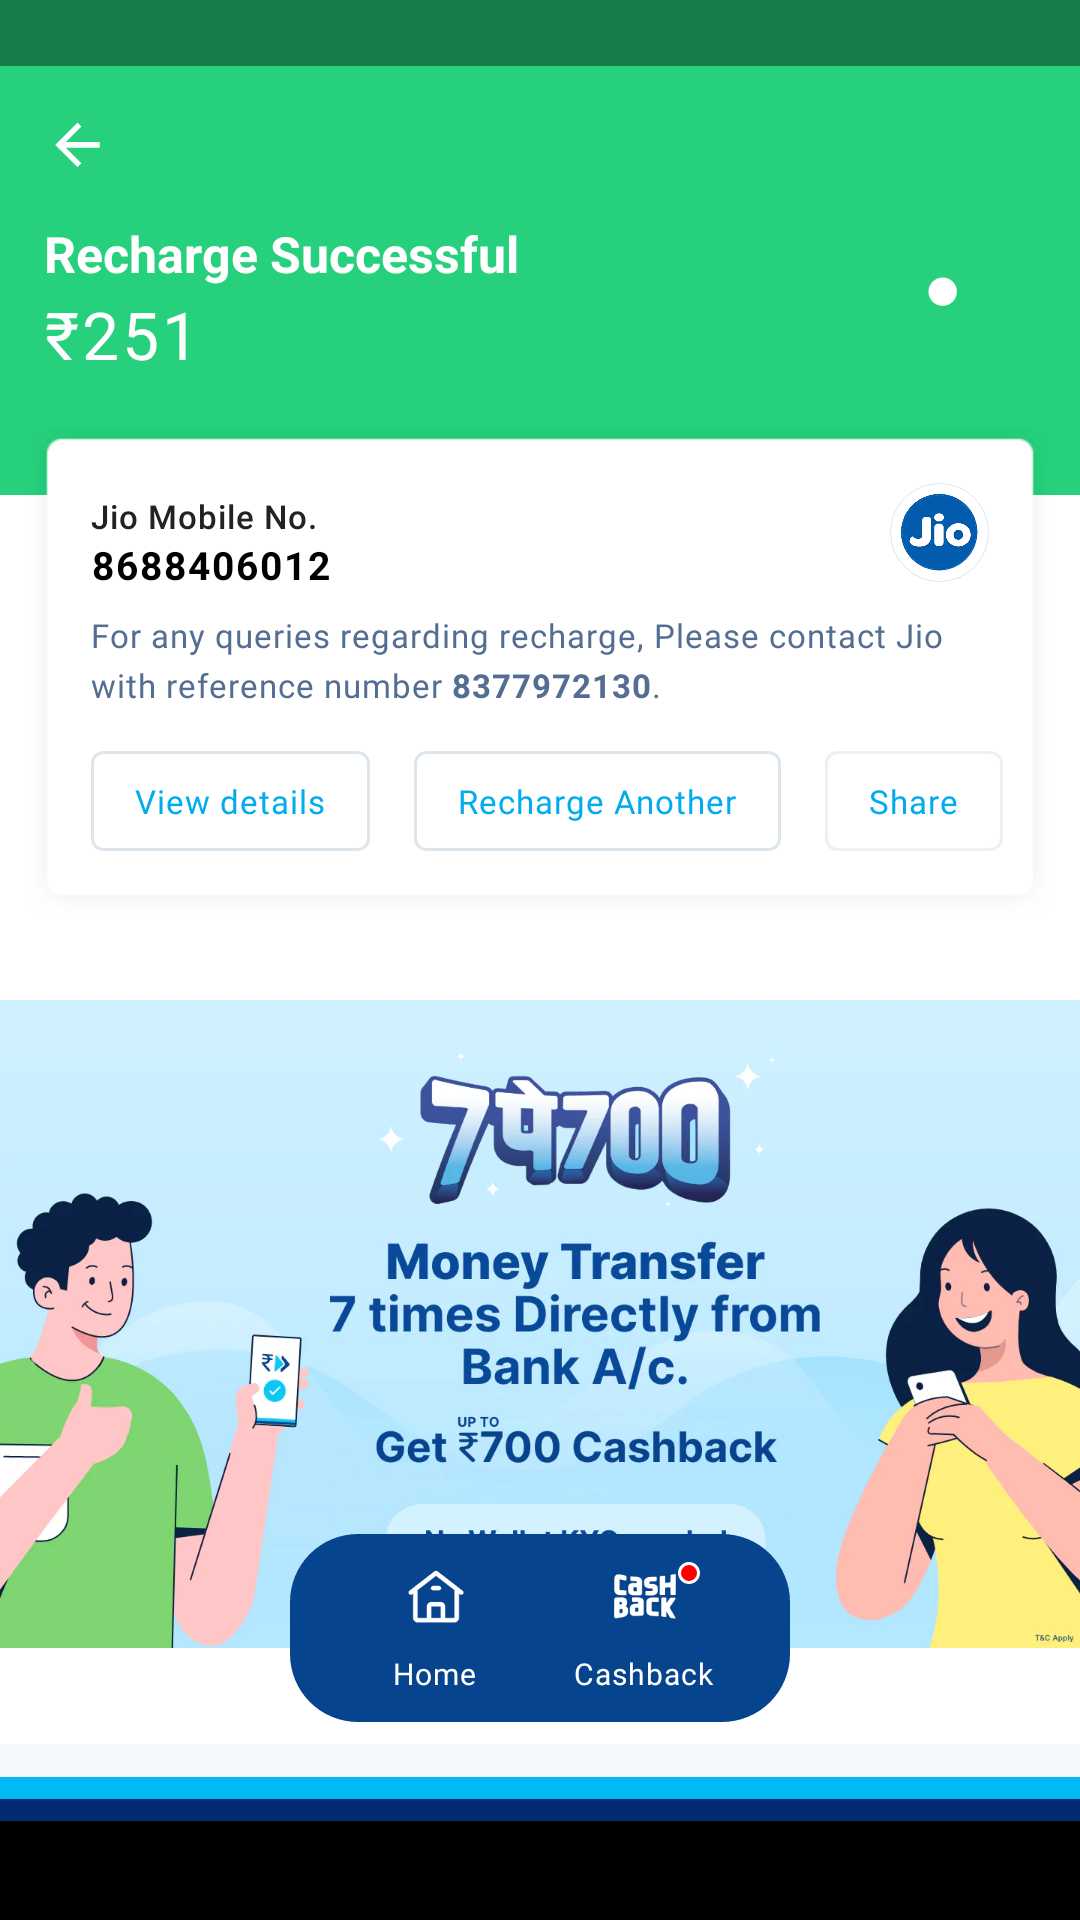 Recharge Successful
₹251
Jio Mobile No.
8688406012
Jio
For any queries regarding recharge, Please contact Jio
with reference number 8377972130.
View details
Recharge Another
Share
7 पे 700
Money Transfer
7 times Directly from
Bank A/c.
UP TO
Get ₹700 Cashback
T&C Apply
CASH BACK
Home
Cashback